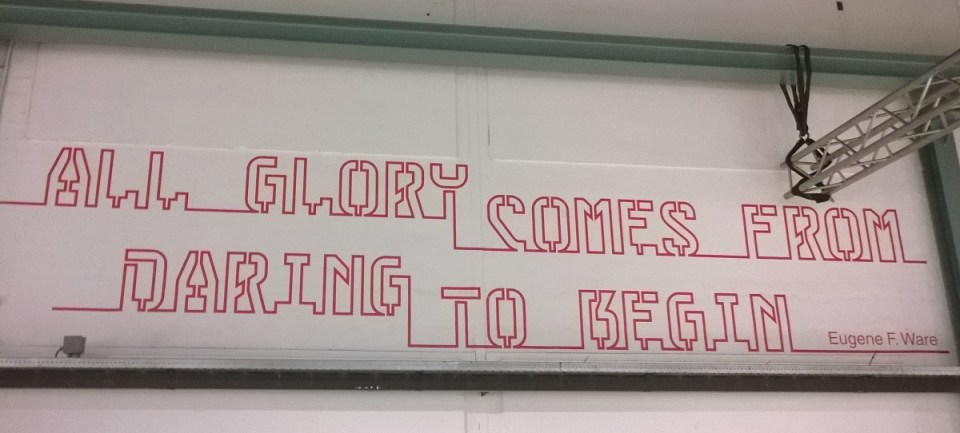 ALL GLORY COMES FROM
DARING TO BEGIN
Eugene F. Ware